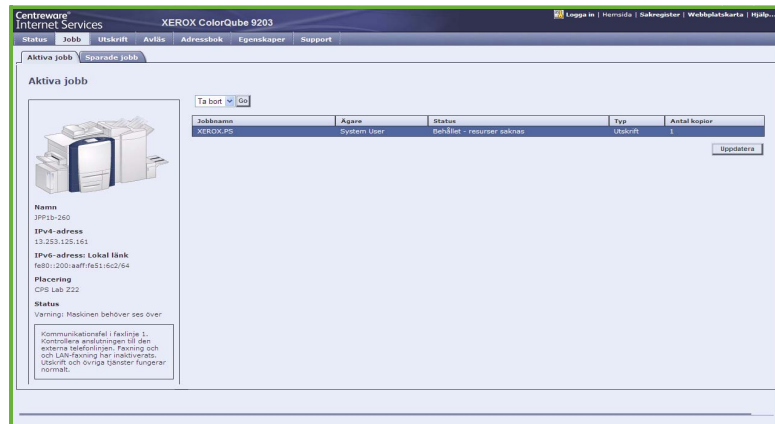 Centreware®
Internet Services
XEROX ColorQube 9203
Logga in | Hemsida | Sakregister | Webbplatskarta | Hjälp...
Status Jobb Utskrift Avläs Adressbok Egenskaper Support
Aktiva jobb Sparade jobb
Aktiva jobb
Ta bort Go
Jobbnamn Ägare Status Typ Antal kopior
XEROX.PS System User Behållet - resurser saknas Utskrift 1
Uppdatera
Namn
JPP1b-260
IPv4-adress
13.253.125.161
IPv6-adress: Lokal länk
fe80::200:aaff:fe51:6c2/64
Placering
CPS Lab Z22
Status
Varning: Maskinen behöver ses över
Kommunikationsfel i faxlinje 1.
Kontrollera anslutningen till den
externa telefonlinjen. Faxning och
och LAN-faxning har inaktiverats.
Utskrift och övriga tjänster fungerar
normalt.